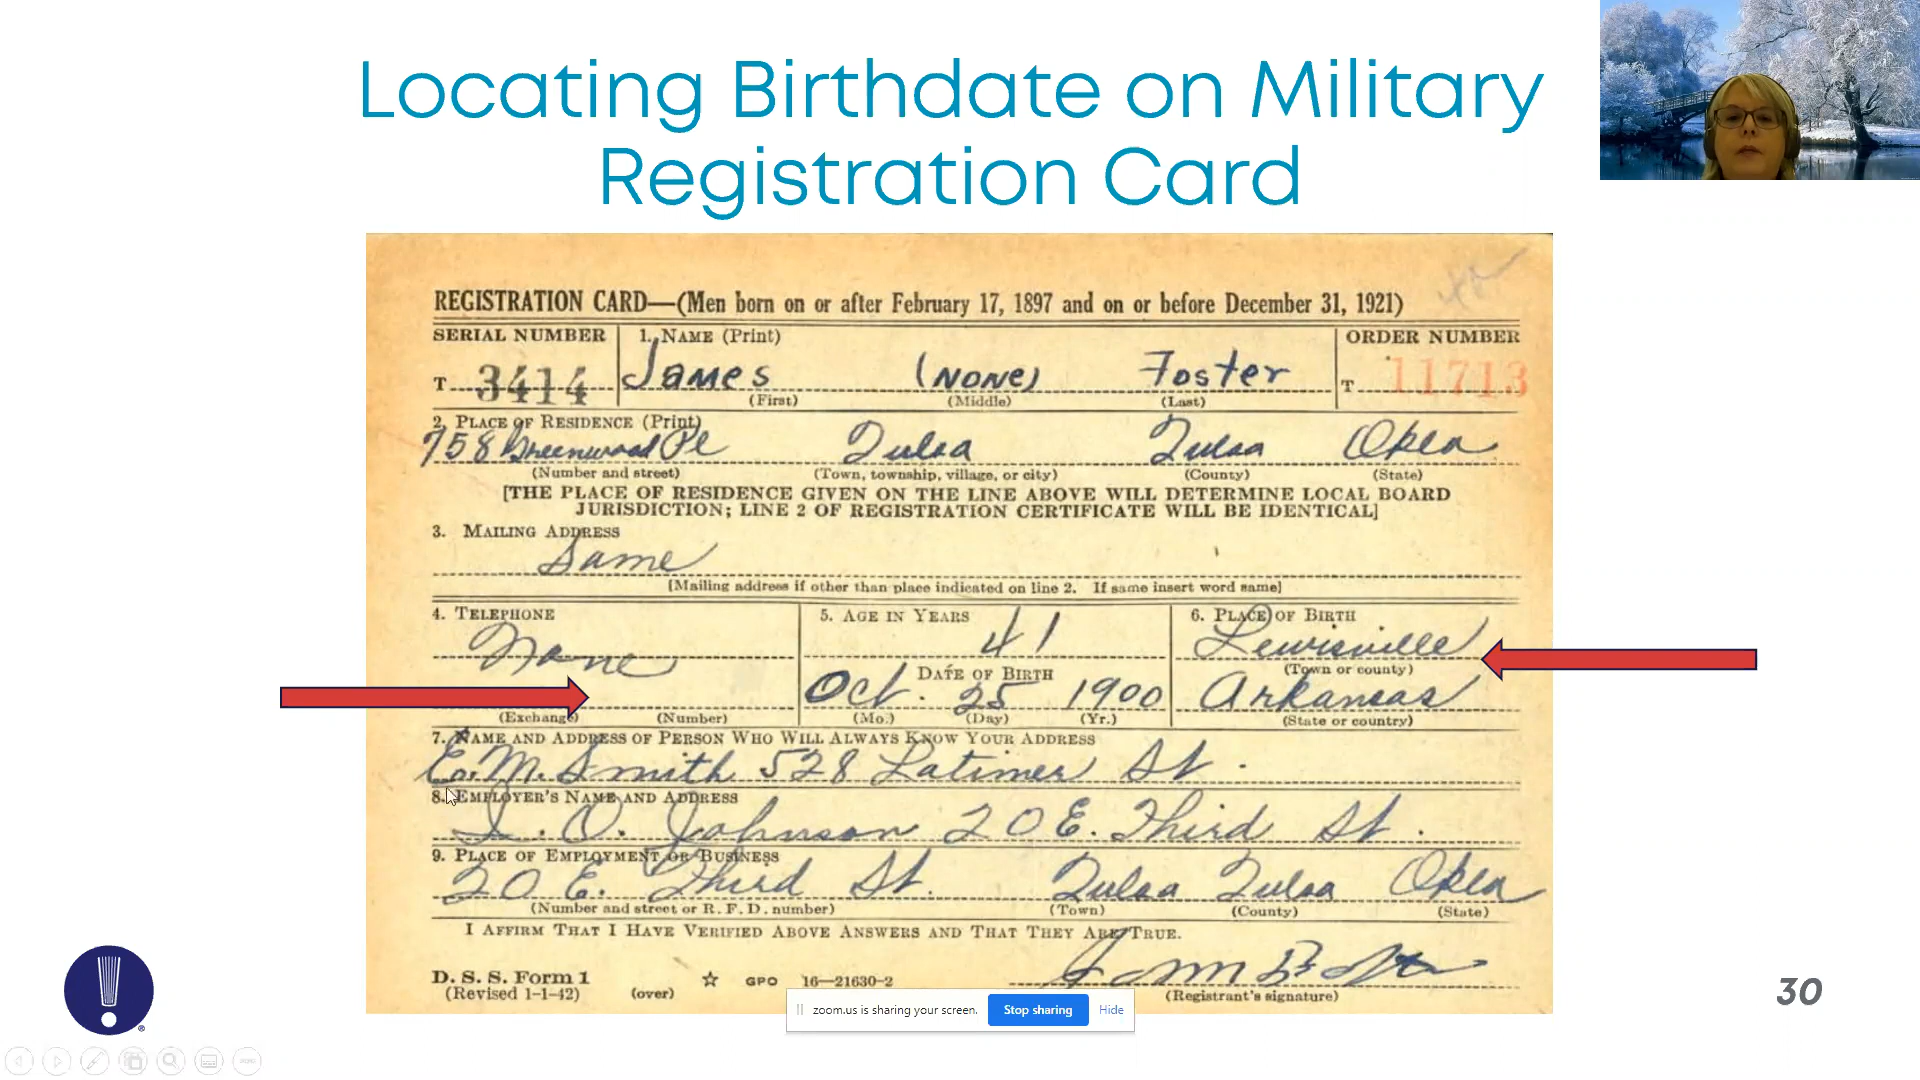 Locating Birthdate on Military
Registration Card
REGISTRATION CARD—(Men born on or after February 17, 1897 and on or before December 31, 1921)
SERIAL NUMBER 1. NAME (Print) ORDER NUMBER
T 3414 James (NONE) Foster T 11713
(First) (Middle) (Last)
2. PLACE OF RESIDENCE (Print)
758 Greenwood Pl Tulsa Tulsa Okla
(Number and street) (Town, township, village, or city) (County) (State)
[THE PLACE OF RESIDENCE GIVEN ON THE LINE ABOVE WILL DETERMINE LOCAL BOARD
JURISDICTION; LINE 2 OF REGISTRATION CERTIFICATE WILL BE IDENTICAL]
3. MAILING ADDRESS
Same
[Mailing address if other than place indicated on line 2. If same insert word same]
4. TELEPHONE 5. AGE IN YEARS 6. PLACE OF BIRTH
None 41 Lewisville
DATE OF BIRTH (Town or county)
Oct. 25 1900 Arkansas
(Exchange) (Number) (Mo.) (Day) (Yr.) (State or country)
7. NAME AND ADDRESS OF PERSON WHO WILL ALWAYS KNOW YOUR ADDRESS
M. Smith 528 Latimer St.
8. EMPLOYER'S NAME AND ADDRESS
O. Johnson 20 E. Third St.
9. PLACE OF EMPLOYMENT OR BUSINESS
20 E. Third St. Tulsa Tulsa Okla
(Number and street or R. F. D. number) (Town) (County) (State)
I AFFIRM THAT I HAVE VERIFIED ABOVE ANSWERS AND THAT THEY ARE TRUE.
D. S. S. Form 1 GPO 16—21630-2
(Revised 1-1-42) (over) (Registrant's signature)
zoom.us is sharing your screen. Stop sharing Hide
30